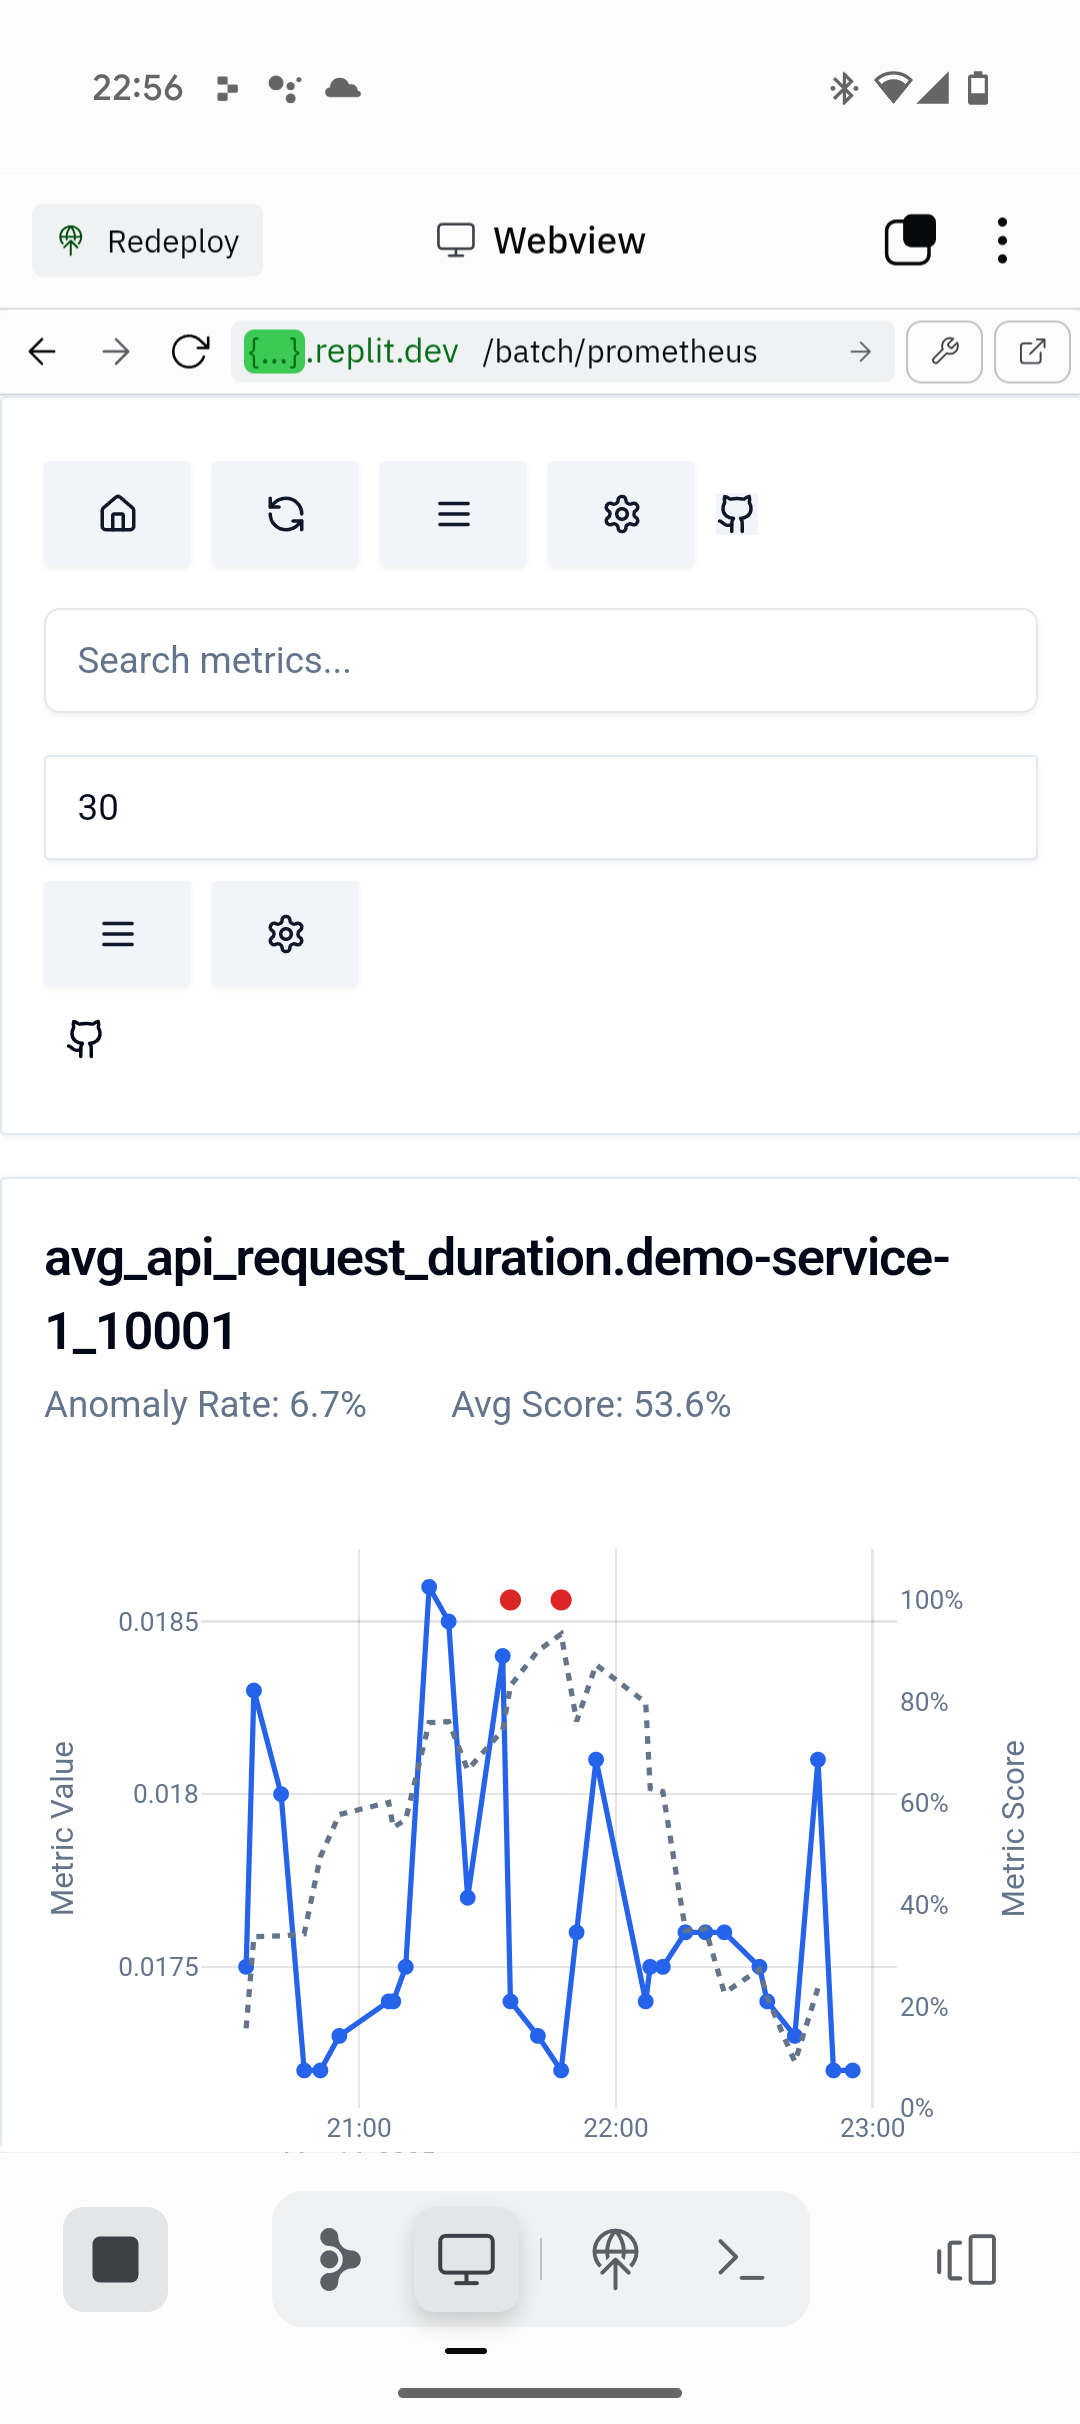 22:56
Redeploy
Webview
{...}.replit.dev /batch/prometheus
Search metrics...
30
avg_api_request_duration.demo-service-
1_10001
Anomaly Rate: 6.7% Avg Score: 53.6%
0.0185
0.018
0.0175
Metric Value
100%
80%
60%
40%
20%
0%
Metric Score
21:00 22:00 23:00